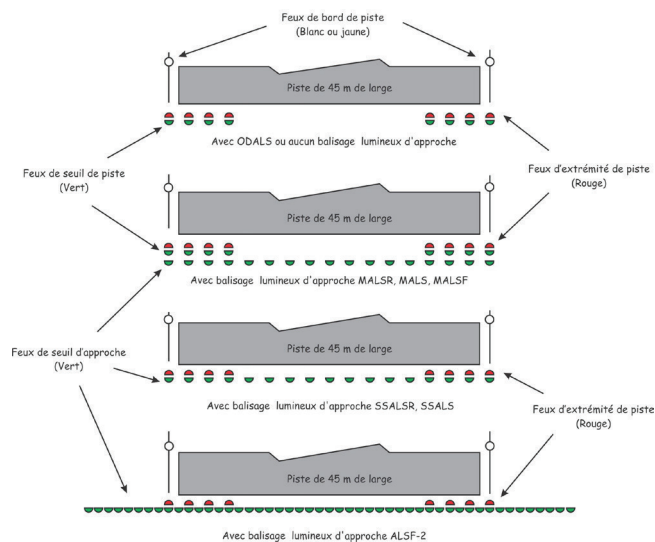 Feux de bord de piste
(Blanc ou jaune)
Piste de 45 m de large
Avec ODALS ou aucun balisage lumineux d'approche
Feux de seuil de piste
(Vert)
Feux d'extrémité de piste
(Rouge)
Piste de 45 m de large
Avec balisage lumineux d'approche MALSR, MALS, MALSF
Feux de seuil d'approche
(Vert)
Piste de 45 m de large
Avec balisage lumineux d'approche SSALSR, SSALS
Feux d'extrémité de piste
(Rouge)
Piste de 45 m de large
Avec balisage lumineux d'approche ALSF-2